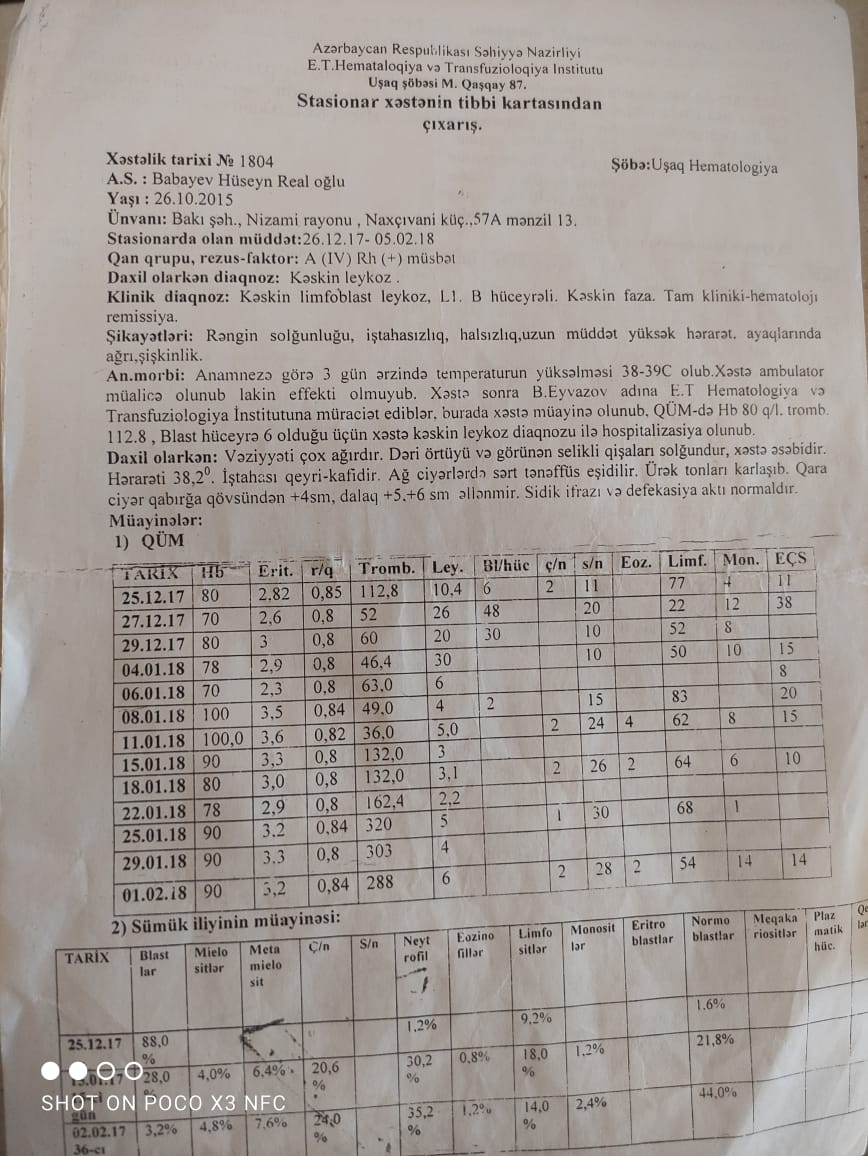 Azərbaycan Respublikası Səhiyyə Nazirliyi
E.T.Hemataloqiya və Transfuzioloqiya Institutu
Uşaq şöbəsi M. Qaşqay 87.
Stasionar xəstənin tibbi kartasından
çıxarış.
Xəstəlik tarixi № 1804 Şöbə:Uşaq Hematologiya
A.S. : Babayev Hüseyn Real oğlu
Yaşı : 26.10.2015
Ünvanı: Bakı şəh., Nizami rayonu , Naxçıvani küç.,57A mənzil 13.
Stasionarda olan müddət:26.12.17- 05.02.18
Qan qrupu, rezus-faktor: A (IV) Rh (+) müsbət
Daxil olarkən diaqnoz: Kəskin leykoz .
Klinik diaqnoz: Kəskin limfoblast leykoz, L1. B hüceyrəli. Kəskin faza. Tam kliniki-hematoloji
remissiya.
Şikayətləri: Rəngin solğunluğu, iştahasızlıq, halsızlıq,uzun müddət yüksək hərarət. ayaqlarında
ağrı,şişkinlik.
An.morbi: Anamnezə görə 3 gün ərzində temperaturun yüksəlməsi 38-39C olub.Xəstə ambulator
müalicə olunub lakin effekti olmuyub. Xəstə sonra B.Eyvazov adına E.T Hematologiya və
Transfuziologiya İnstitutuna müraciət ediblər, burada xəstə müayinə olunub, QÜM-də Hb 80 q/l. tromb.
112.8 , Blast hüceyrə 6 olduğu üçün xəstə kəskin leykoz diaqnozu ilə hospitalizasiya olunub.
Daxil olarkən: Vəziyyəti çox ağırdır. Dəri örtüyü və görünən selikli qişaları solğundur, xəstə əsəbidir.
Hərarəti 38,2⁰. İştahası qeyri-kafidir. Ağ ciyərlərdə sərt tənəffüs eşidilir. Ürək tonları karlaşıb. Qara
ciyər qabırğa qövsündən +4sm, dalaq +5.+6 sm əllənmir. Sidik ifrazı və defekasiya aktı normaldır.
Müayinələr:
1) QÜM
TARİX Hb Erit. r/q Tromb. Ley. Bl/hüc ç/n s/n Eoz. Limf. Mon. EÇS
25.12.17 80 2,82 0,85 112,8 10,4 6 2 11 77 4 11
27.12.17 70 2,6 0,8 52 26 48 20 22 12 38
29.12.17 80 3 0,8 60 20 30 10 52 8
04.01.18 78 2,9 0,8 46,4 30 10 50 10 15
06.01.18 70 2,3 0,8 63,0 6 8
08.01.18 100 3,5 0,84 49,0 4 2 15 83 20
11.01.18 100,0 3,6 0,82 36,0 5,0 2 24 4 62 8 15
15.01.18 90 3,3 0,8 132,0 3
18.01.18 80 3,0 0,8 132,0 3,1 2 26 2 64 6 10
22.01.18 78 2,9 0,8 162,4 2,2
25.01.18 90 3,2 0,84 320 5 1 30 68 1
29.01.18 90 3.3 0,8 303 4
01.02.18 90 3,2 0,84 288 6 2 28 2 54 14 14
2) Sümük iliyinin müayinəsi:
TARİX Blast Mielo Meta Ç/n S/n Neyt Eozino Limfo Monosit Eritro Normo Meqaka Plaz
lar sitlər mielo rofil fillər sitlər lər blastlar blastlar riositlər matik
sit hüc.
25.12.17 88,0 1,2% 9,2% 1.6%
%
28,0 4,0% 6,4% 20,6 30,2 0,8% 18,0 1,2% 21,8%
% % %
SHOT ON POCO X3 NFC
gün
02.02.17 3,2% 4,8% 7,6% 24,0 35,2 1,2% 14,0 2,4% 44,0%
36-cı % % %